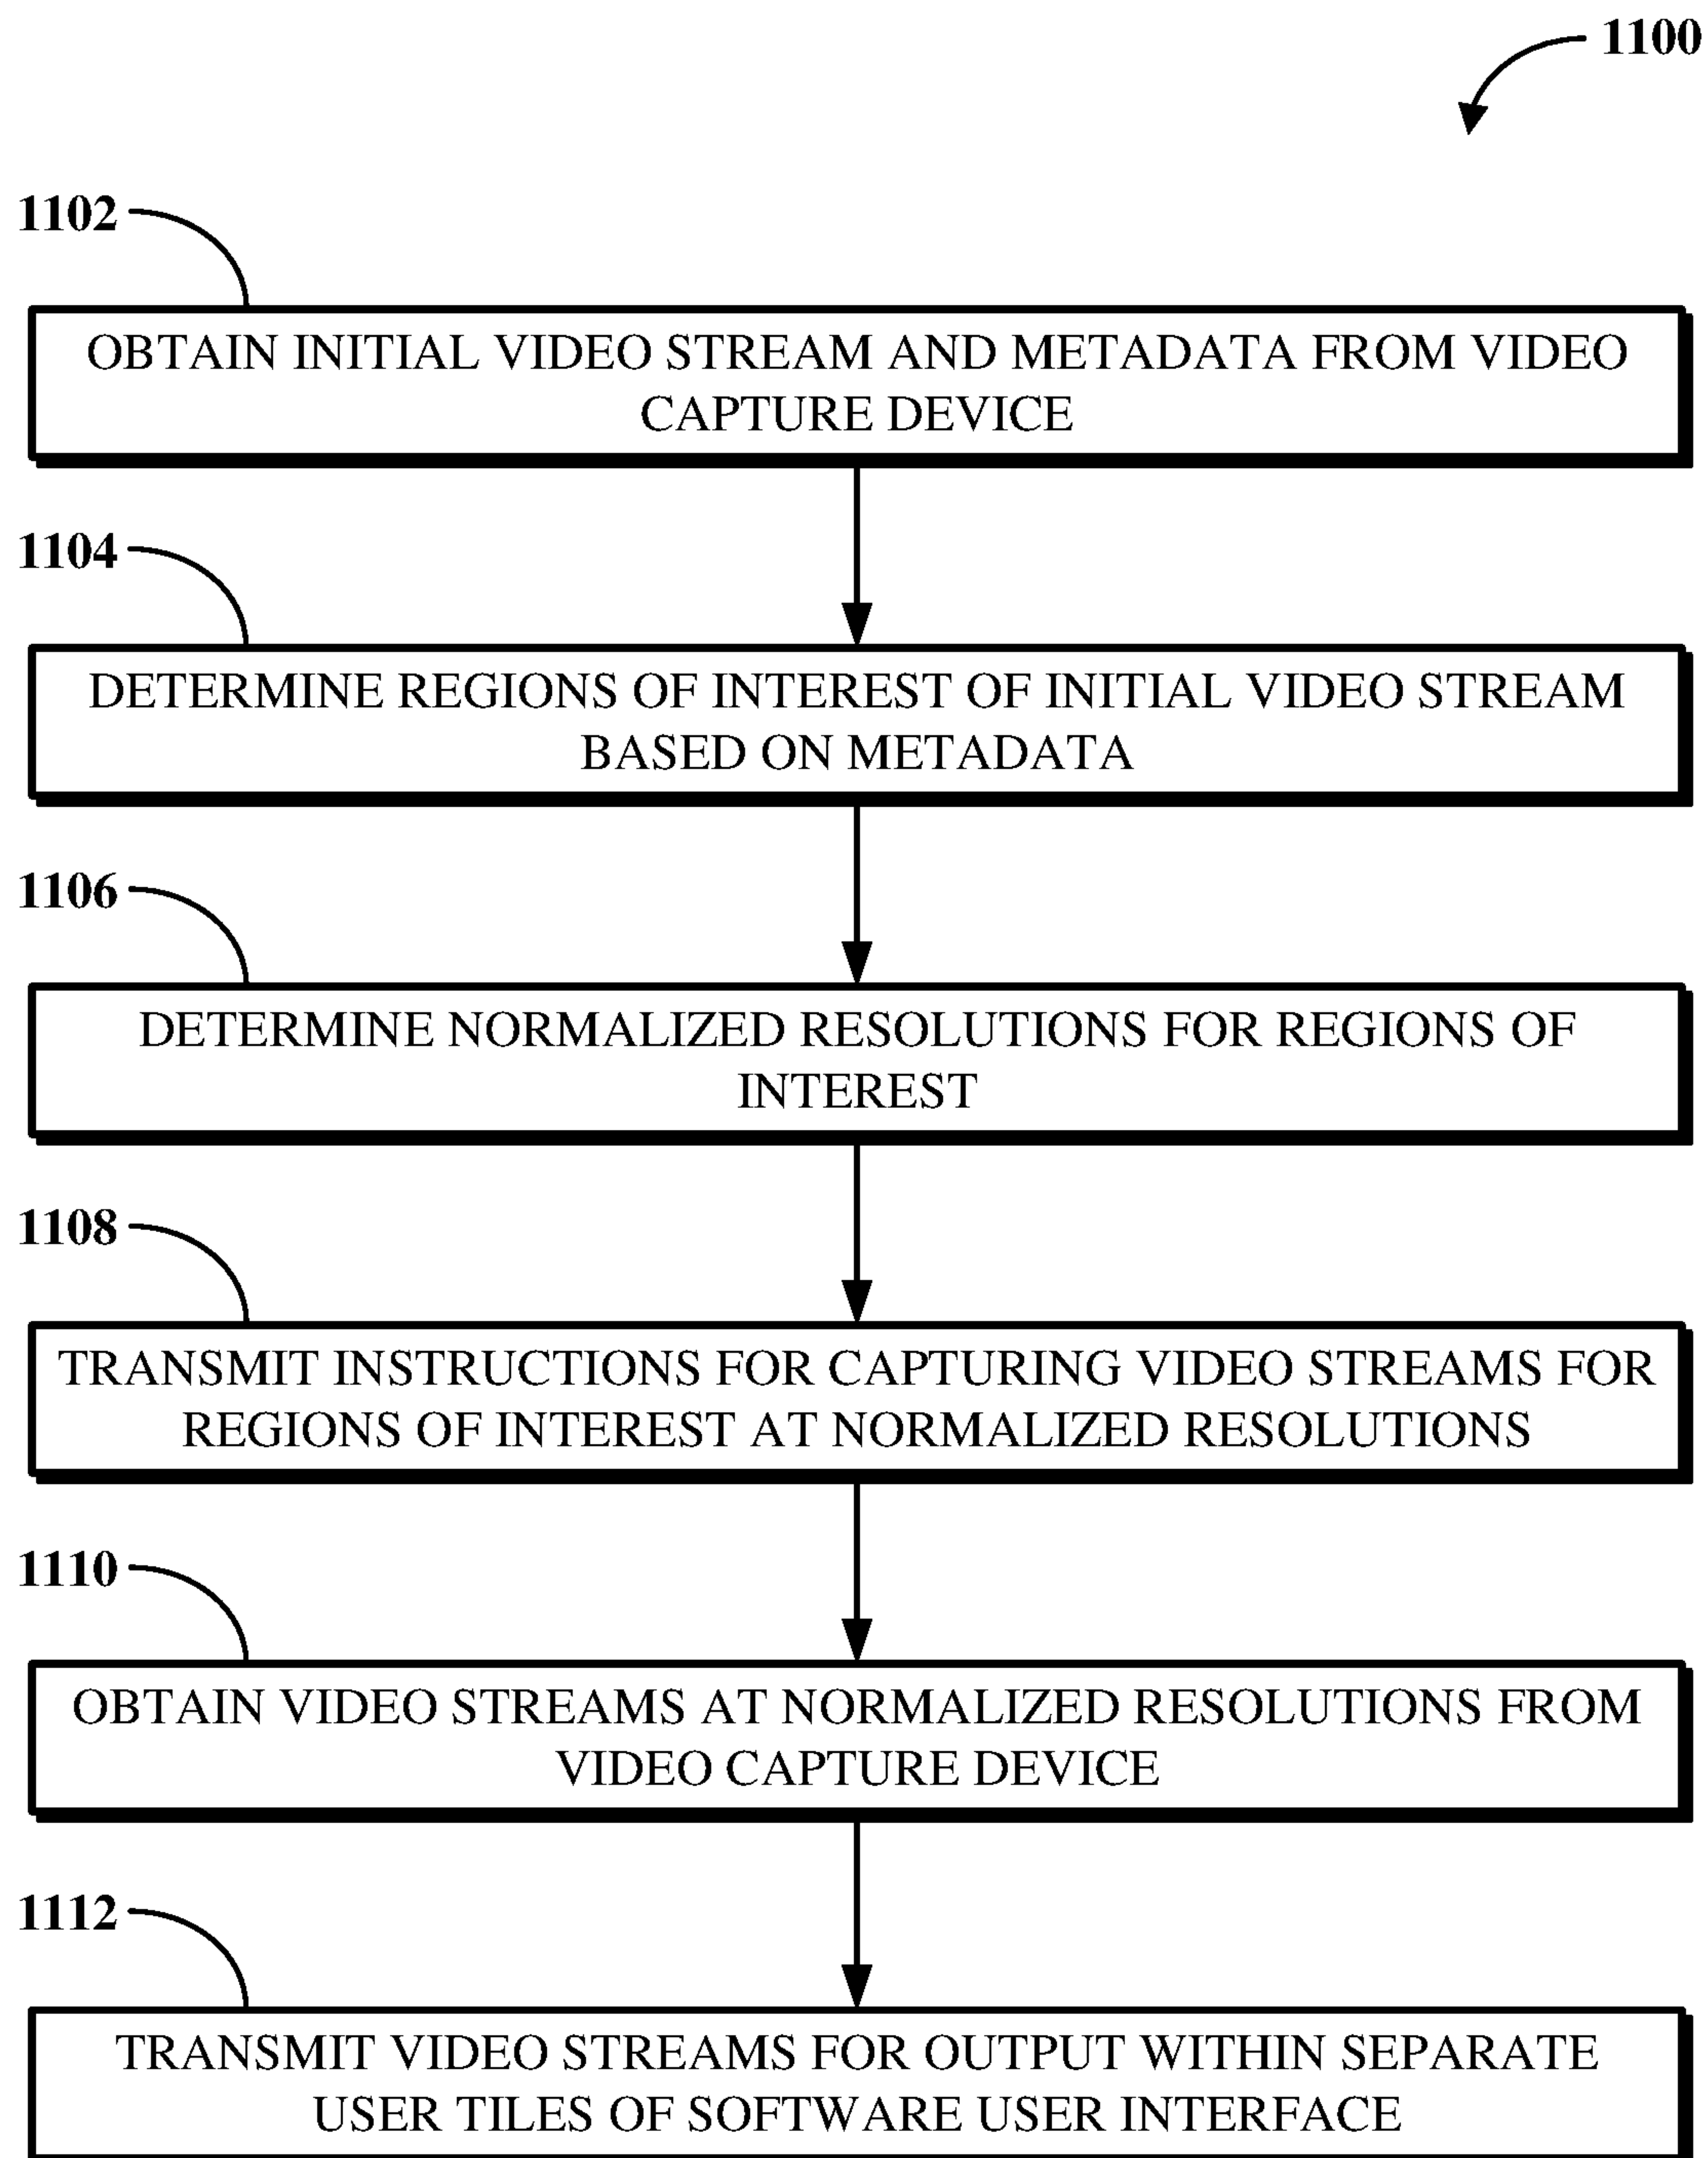 1100
1102
OBTAIN INITIAL VIDEO STREAM AND METADATA FROM VIDEO
CAPTURE DEVICE
1104
DETERMINE REGIONS OF INTEREST OF INITIAL VIDEO STREAM
BASED ON METADATA
1106
DETERMINE NORMALIZED RESOLUTIONS FOR REGIONS OF
INTEREST
1108
TRANSMIT INSTRUCTIONS FOR CAPTURING VIDEO STREAMS FOR
REGIONS OF INTEREST AT NORMALIZED RESOLUTIONS
1110
OBTAIN VIDEO STREAMS AT NORMALIZED RESOLUTIONS FROM
VIDEO CAPTURE DEVICE
1112
TRANSMIT VIDEO STREAMS FOR OUTPUT WITHIN SEPARATE
USER TILES OF SOFTWARE USER INTERFACE